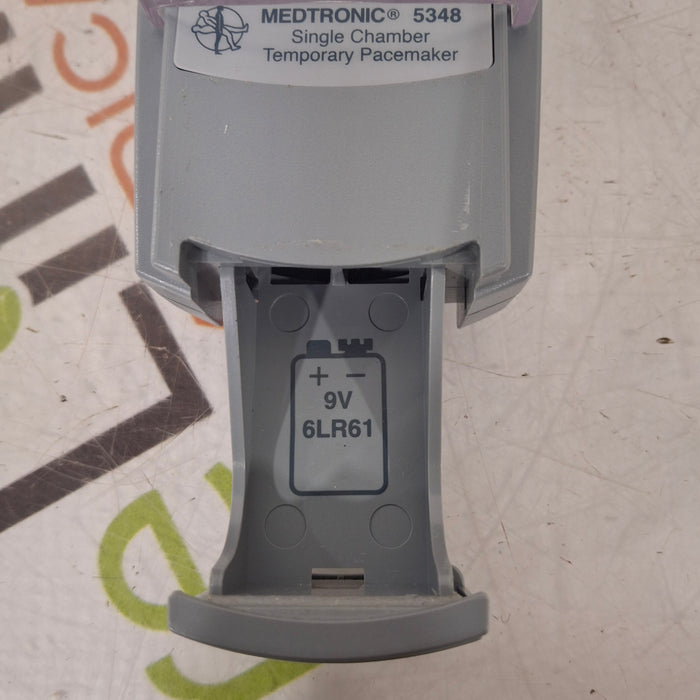 MEDTRONIC® 5348
Single Chamber
Temporary Pacemaker
+ −
9V
6LR61